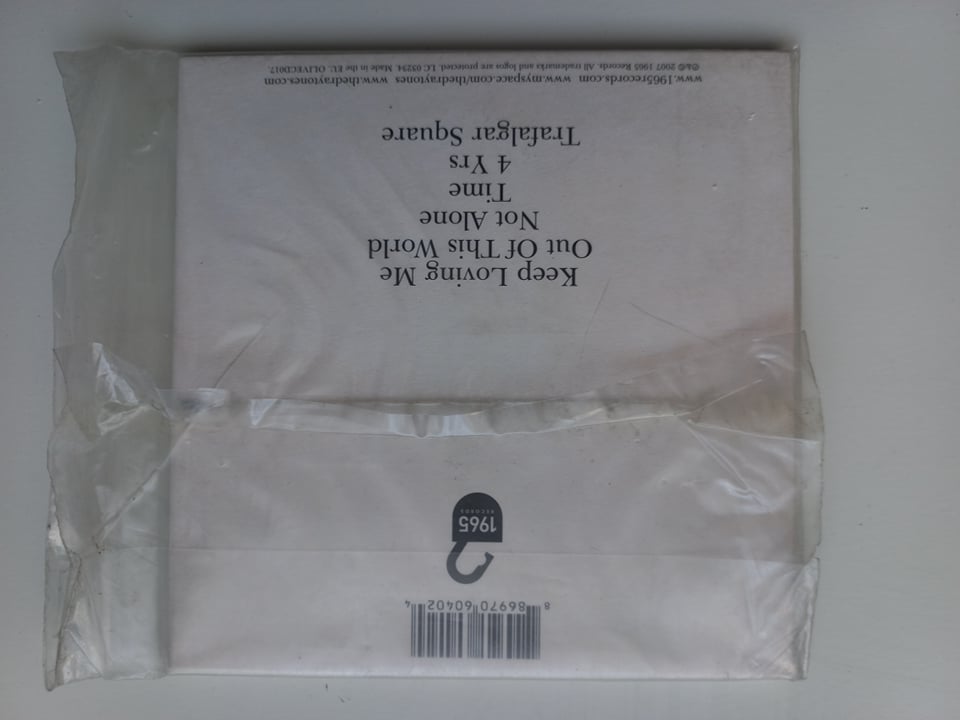 8 86970 60402 4
1965
RECORDS
Keep Loving Me
Out Of This World
Not Alone
Time
4 Yrs
Trafalgar Square
www.1965records.com www.myspace.com/thedraytones www.thedraytones.com
℗&© 2007 1965 Records. All trademarks and logos are protected. LC 05234. Made in the EU. OLIVECD017.